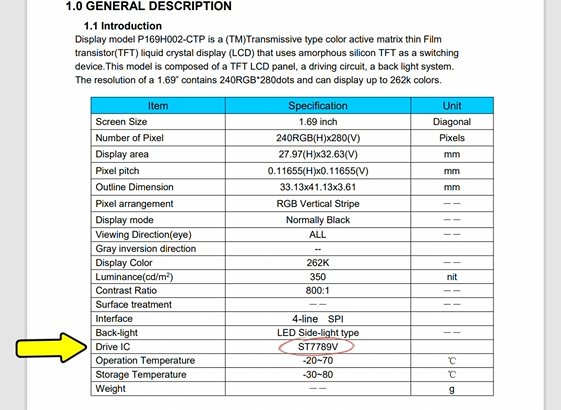 1.0 GENERAL DESCRIPTION
1.1 Introduction
Display model P169H002-CTP is a (TM)Transmissive type color active matrix thin Film
transistor(TFT) liquid crystal display (LCD) that uses amorphous silicon TFT as a switching
device.This model is composed of a TFT LCD panel, a driving circuit, a back light system.
The resolution of a 1.69" contains 240RGB*280dots and can display up to 262k colors.
Item Specification Unit
Screen Size 1.69 inch Diagonal
Number of Pixel 240RGB(H)x280(V) Pixels
Display area 27.97(H)x32.63(V) mm
Pixel pitch 0.11655(H)x0.11655(V) mm
Outline Dimension 33.13x41.13x3.61 mm
Pixel arrangement RGB Vertical Stripe ——
Display mode Normally Black ——
Viewing Direction(eye) ALL ——
Gray inversion direction --
Display Color 262K ——
Luminance(cd/m²) 350 nit
Contrast Ratio 800:1 ——
Surface treatment —— ——
Interface 4-line SPI
Back-light LED Side-light type ——
Drive IC ST7789V
Operation Temperature -20~70 ℃
Storage Temperature -30~80 ℃
Weight —— g